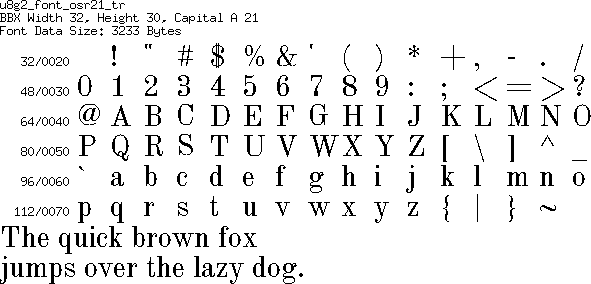 u8g2_font_osr21_tr
BBX Width 32, Height 30, Capital A 21
Font Data Size: 3233 Bytes
32/0020 ! " # $ % & ' ( ) * + , - . /
48/0030 0 1 2 3 4 5 6 7 8 9 : ; < = > ?
64/0040 @ A B C D E F G H I J K L M N O
80/0050 P Q R S T U V W X Y Z [ \ ] ^ _
96/0060 ` a b c d e f g h i j k l m n o
112/0070 p q r s t u v w x y z { | } ~
The quick brown fox
jumps over the lazy dog.